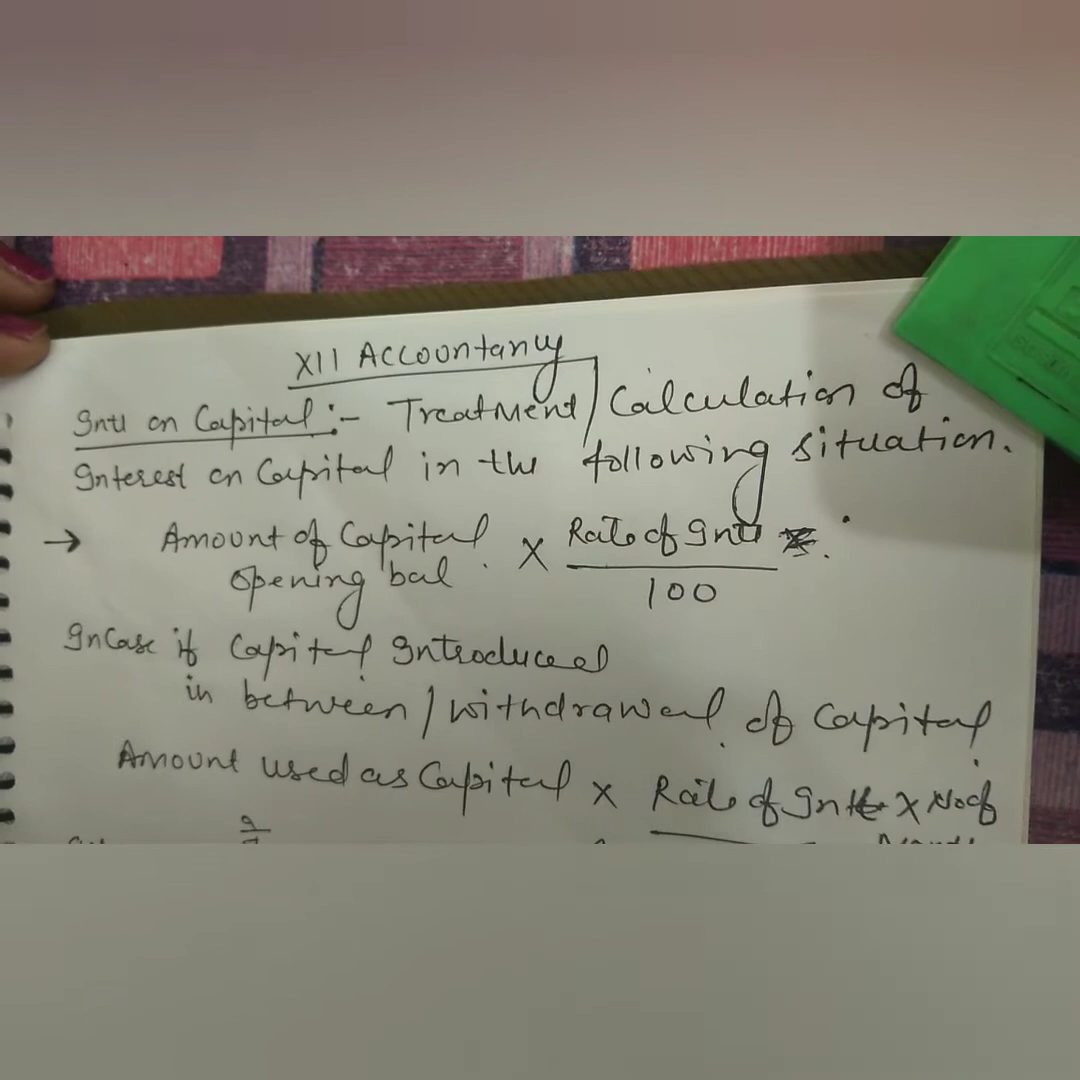 XII Accountancy
Intt on Capital :- Treatment / Calculation of
Interest on Capital in the following situation.
→ Amount of Capital × Rate of Intt
opening bal 100
InCase if Capital Introduced
in between / withdrawal of Capital
Amount used as Capital × Rate of Intt × No of